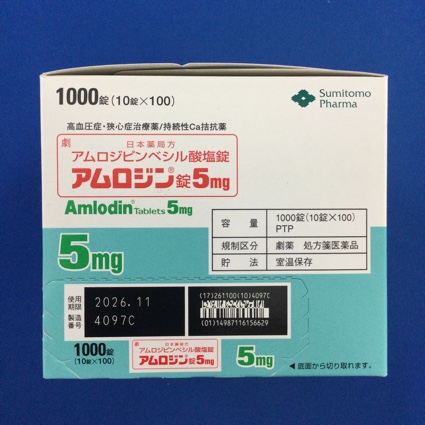 1000錠(10錠×100)
Sumitomo
Pharma
高血圧症・狭心症治療薬/持続性Ca拮抗薬
劇 日本薬局方
アムロジピンベシル酸塩錠
アムロジン®錠5mg
Amlodin® Tablets 5mg
容量 1000錠(10錠×100)
PTP
規制区分 劇薬 処方箋医薬品
貯法 室温保存
5mg
使用
期限 2026.11
製造
番号 4097C
(17)261100(10)4097C
(01)14987116156629
1000錠
(10錠×100)
劇 日本薬局方
アムロジピンベシル酸塩錠
アムロジン錠5mg
5mg
◀底面から切り取れます。